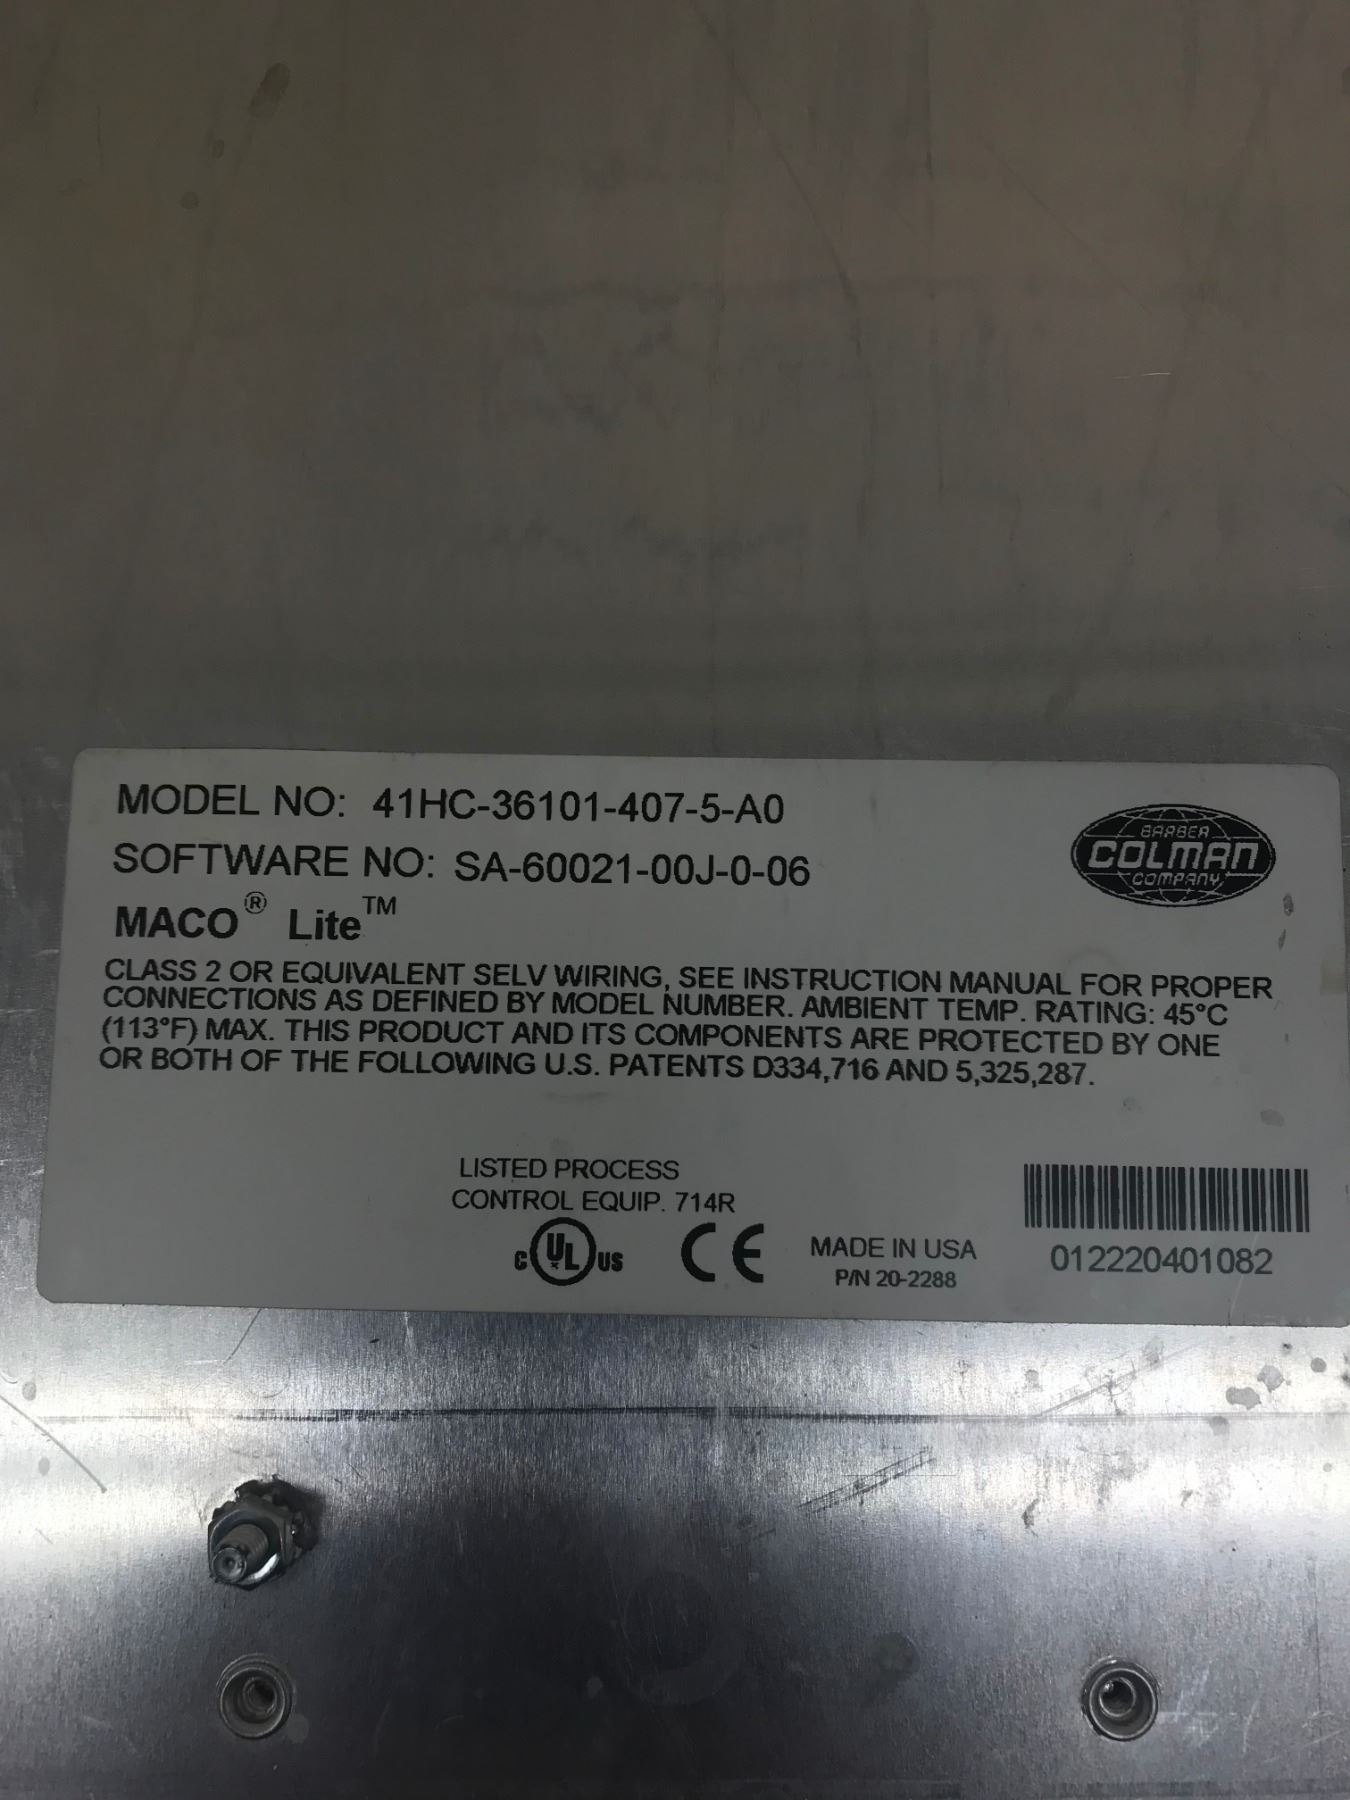 MODEL NO: 41HC-36101-407-5-A0
BARBER
COLMAN
COMPANY
SOFTWARE NO: SA-60021-00J-0-06
MACO® Lite™
CLASS 2 OR EQUIVALENT SELV WIRING, SEE INSTRUCTION MANUAL FOR PROPER
CONNECTIONS AS DEFINED BY MODEL NUMBER. AMBIENT TEMP. RATING: 45°C
(113°F) MAX. THIS PRODUCT AND ITS COMPONENTS ARE PROTECTED BY ONE
OR BOTH OF THE FOLLOWING U.S. PATENTS D334,716 AND 5,325,287.
LISTED PROCESS
CONTROL EQUIP. 714R
C UL US CE
MADE IN USA
P/N 20-2288
012220401082